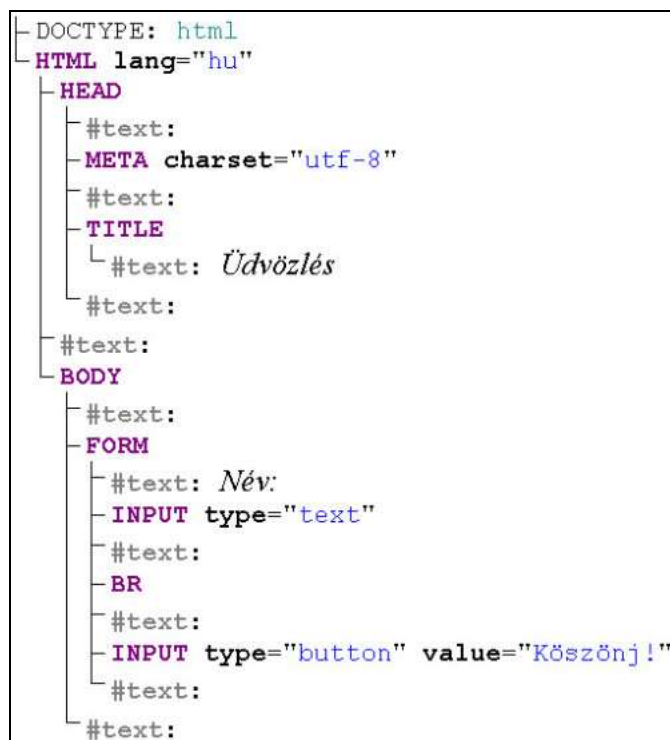 DOCTYPE: html
HTML lang="hu"
HEAD
#text:
META charset="utf-8"
#text:
TITLE
#text: Üdvözlés
#text:
#text:
BODY
#text:
FORM
#text: Név:
INPUT type="text"
#text:
BR
#text:
INPUT type="button" value="Köszönj!"
#text:
#text: